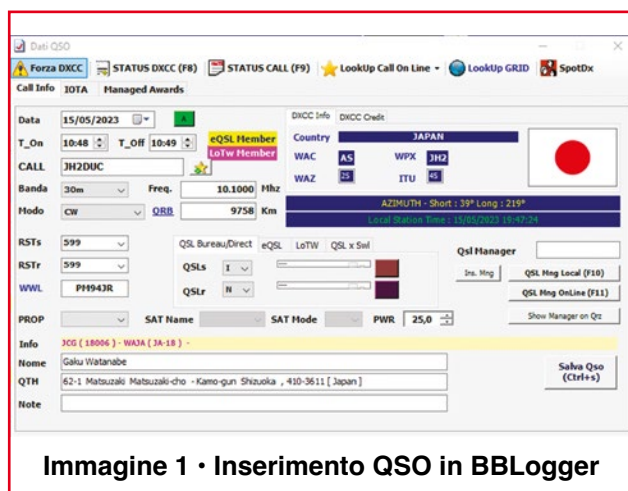 Dati QSO
Forza DXCC STATUS DXCC (F8) STATUS CALL (F9) LookUp Call On Line LookUp GRID SpotDx
Call Info IOTA Managed Awards
Data 15/05/2023 A
DXCC Info DXCC Credit
T_On 10:48 T_Off 10:49 eQSL Member
LoTw Member
Country JAPAN
WAC AS WPX JH2
WAZ 25 ITU 45
CALL JH2DUC
Banda 30m Freq. 10.1000 Mhz
Modo CW QRB 9758 Km
AZIMUTH - Short : 39° Long : 219°
Local Station Time : 15/05/2023 19:47:24
RSTs 599
RSTr 599
WWL PM94JR
QSL Bureau/Direct eQSL LoTW QSL x Swl
QSLs I
QSLr N
Qsl Manager
Ins. Mng QSL Mng Local (F10)
QSL Mng OnLine (F11)
Show Manager on Qrz
PROP SAT Name SAT Mode PWR 25,0
Info JCG ( 18006 ) - WAJA ( JA-18 ) -
Nome Gaku Watanabe
QTH 62-1 Matsuzaki Matsuzaki-cho - Kamo-gun Shizuoka , 410-3611 [ Japan ]
Note
Salva Qso
(Ctrl+s)
Immagine 1 • Inserimento QSO in BBLogger